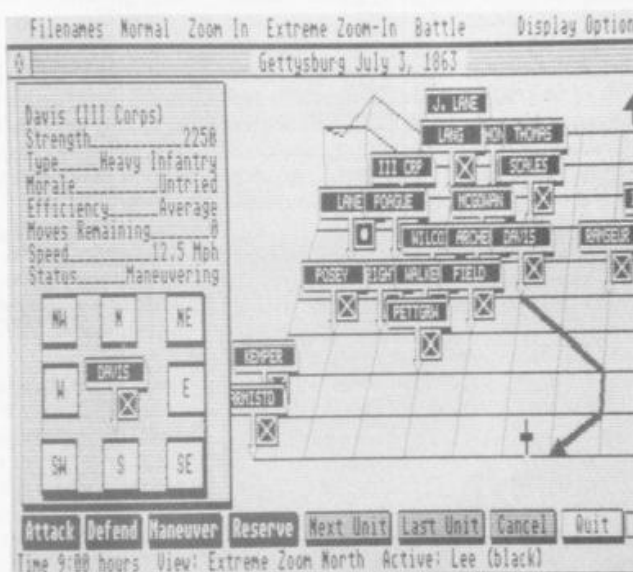 Filenames Normal Zoom In Extreme Zoom-In Battle Display Option
Gettysburg July 3, 1863
Davis (III Corps)
Strength 2250
Type Heavy Infantry
Morale Untried
Efficiency Average
Moves Remaining 0
Speed 12.5 Mph
Status Maneuvering
NW N NE
W DAVIS E
SW S SE
J. LANE
LANG THOMAS
III CRP SCALES
LANE POAGUE MCGOWAN
WILCO ARCHER DAVIS RAMSEUR
POSEY WALKER FIELD
PETTGRW
KEMPER
ARMISTD
Attack Defend Maneuver Reserve Next Unit Last Unit Cancel Quit
Time 9:00 hours View: Extreme Zoom North Active: Lee (black)